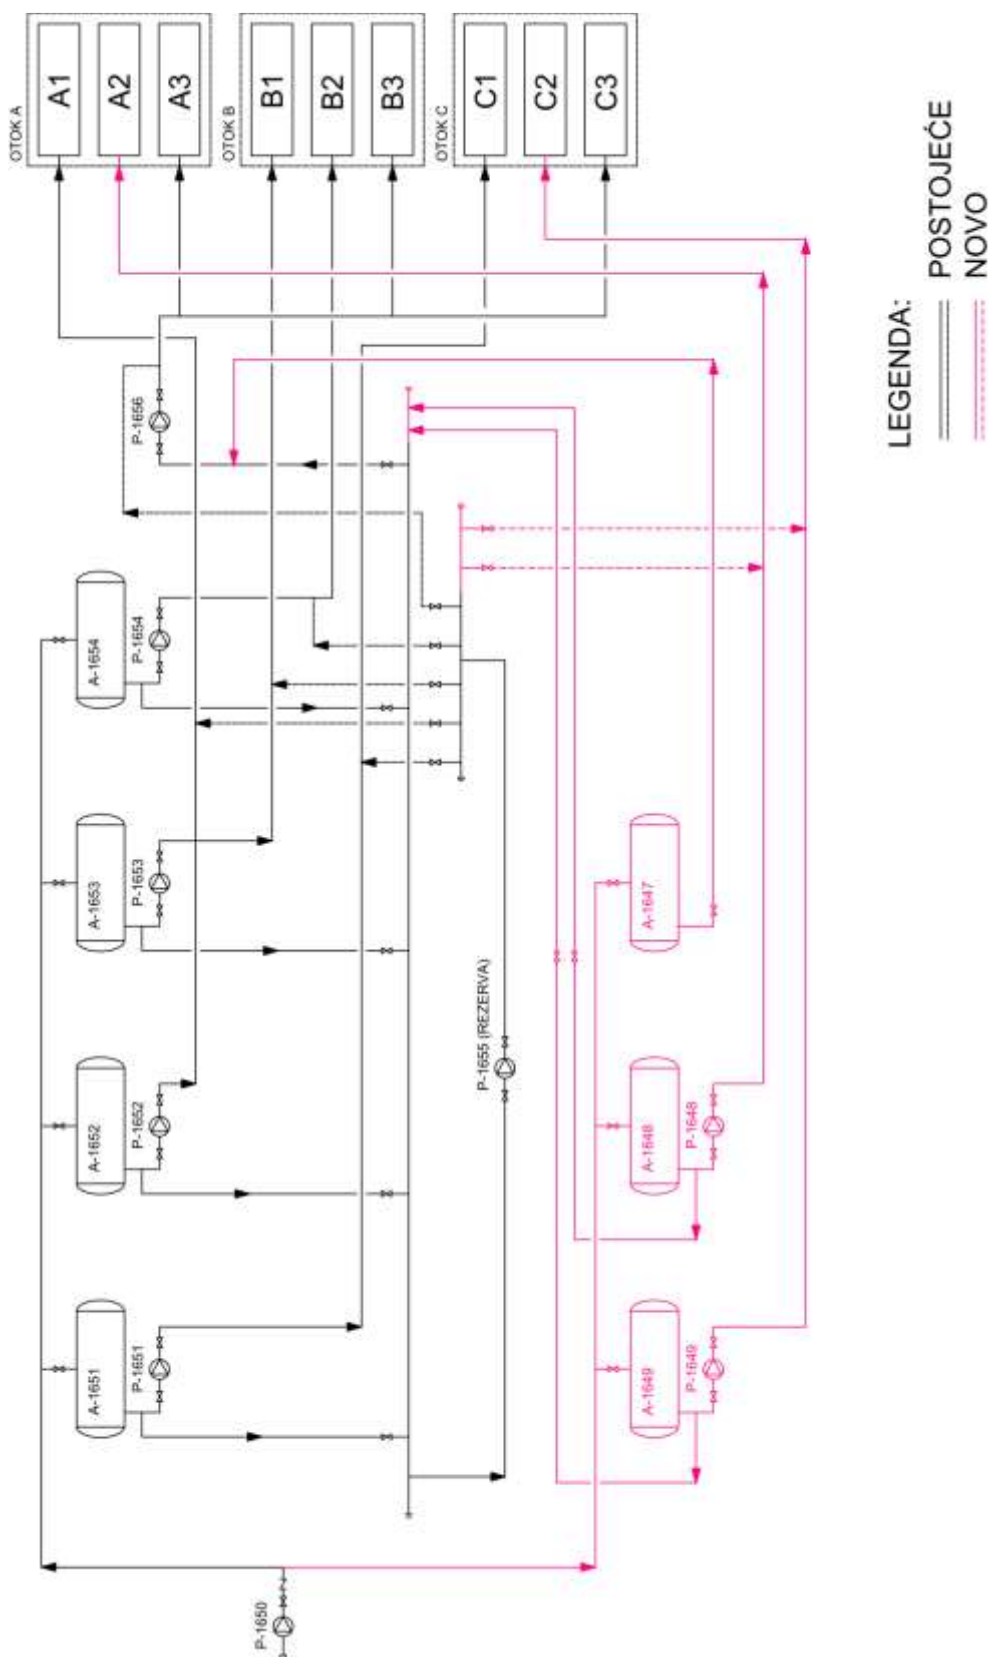 OTOK A
A1
A2
A3
OTOK B
B1
B2
B3
OTOK C
C1
C2
C3
P-1656
A-1654
P-1654
A-1653
P-1653
A-1652
P-1652
A-1651
P-1651
P-1655 (REZERVA)
A-1647
A-1648
P-1648
A-1649
P-1649
P-1650
LEGENDA:
POSTOJEĆE
NOVO